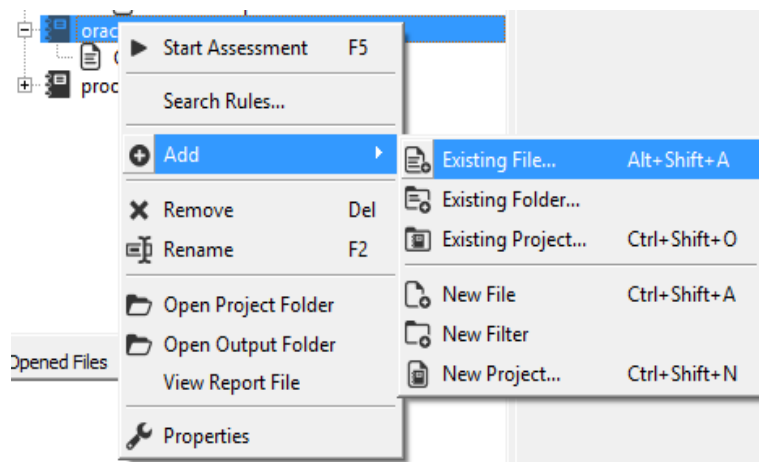 orac
proc
Start Assessment F5
Search Rules...
Add
Remove Del
Rename F2
Open Project Folder
Open Output Folder
View Report File
Properties
Existing File... Alt+Shift+A
Existing Folder...
Existing Project... Ctrl+Shift+O
New File Ctrl+Shift+A
New Filter
New Project... Ctrl+Shift+N
Opened Files